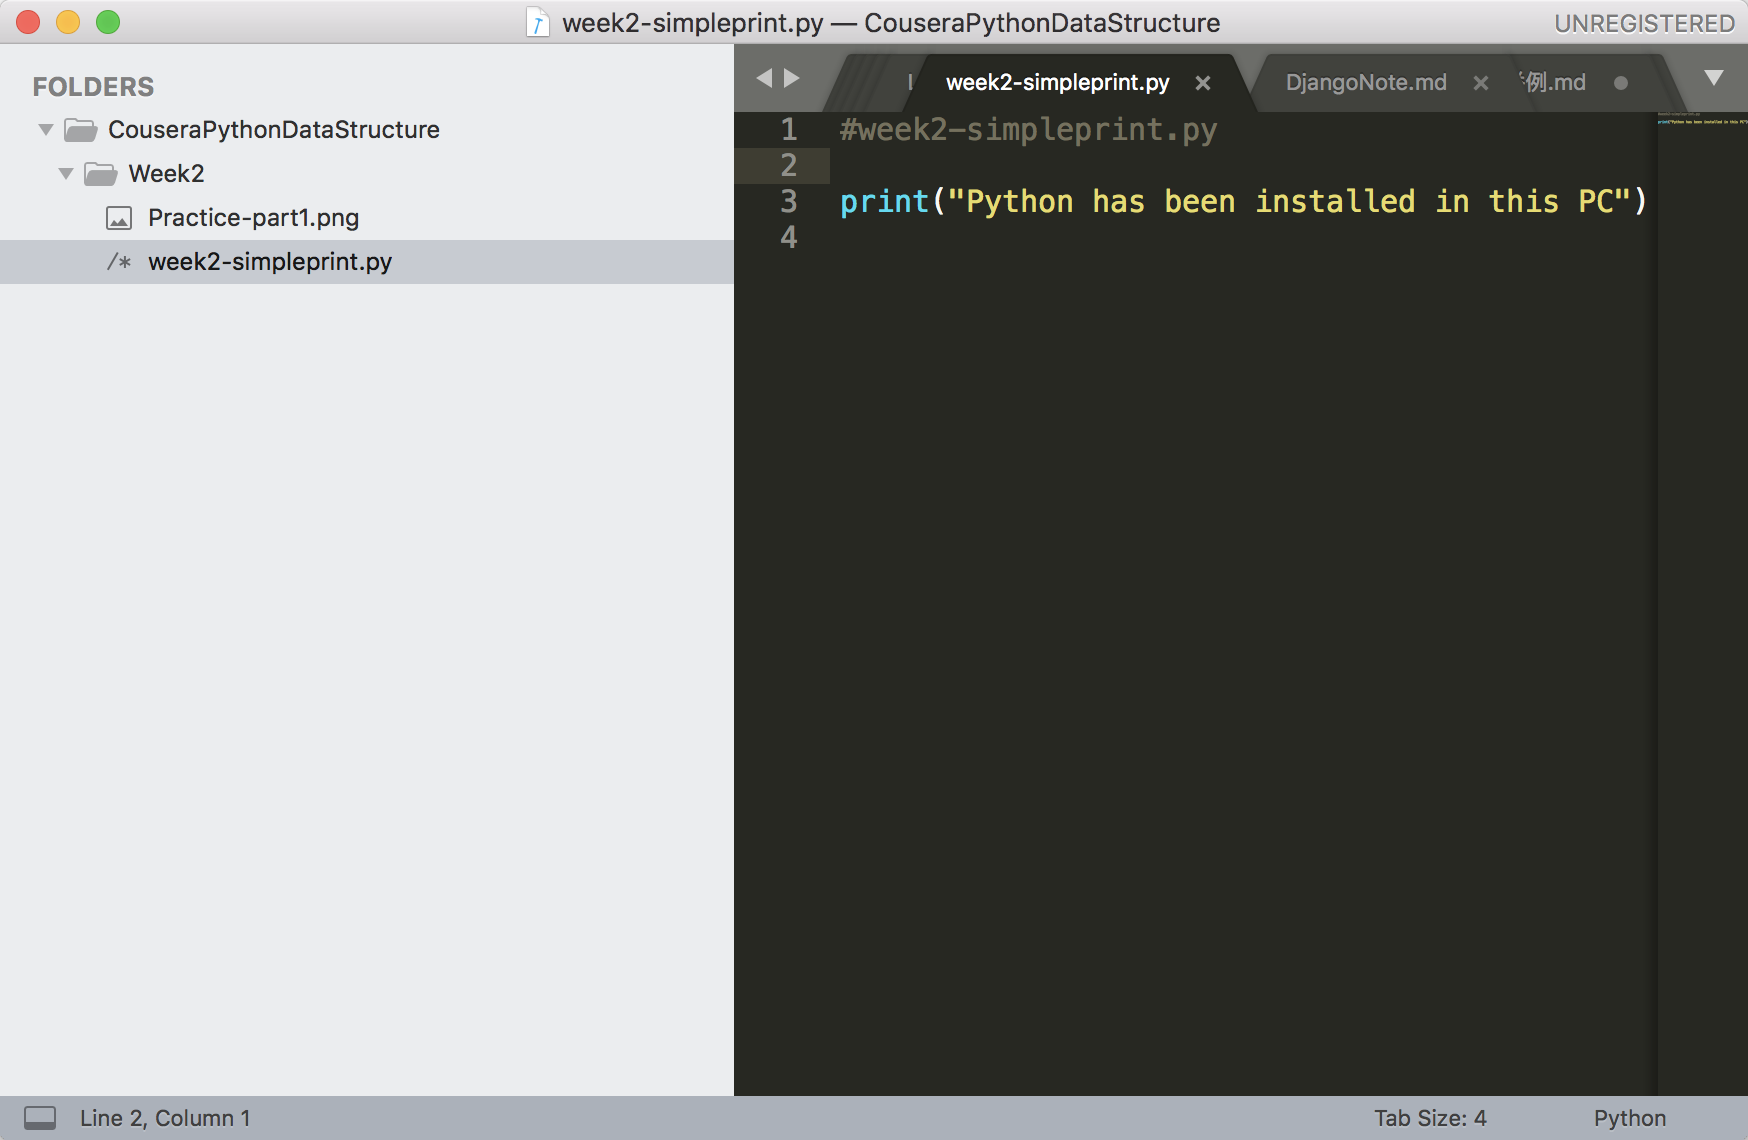 week2-simpleprint.py — CouseraPythonDataStructure
UNREGISTERED
FOLDERS
CouseraPythonDataStructure
Week2
Practice-part1.png
/* week2-simpleprint.py
week2-simpleprint.py × DjangoNote.md × 例.md
1 #week2-simpleprint.py
2
3 print("Python has been installed in this PC")
4
Line 2, Column 1
Tab Size: 4
Python